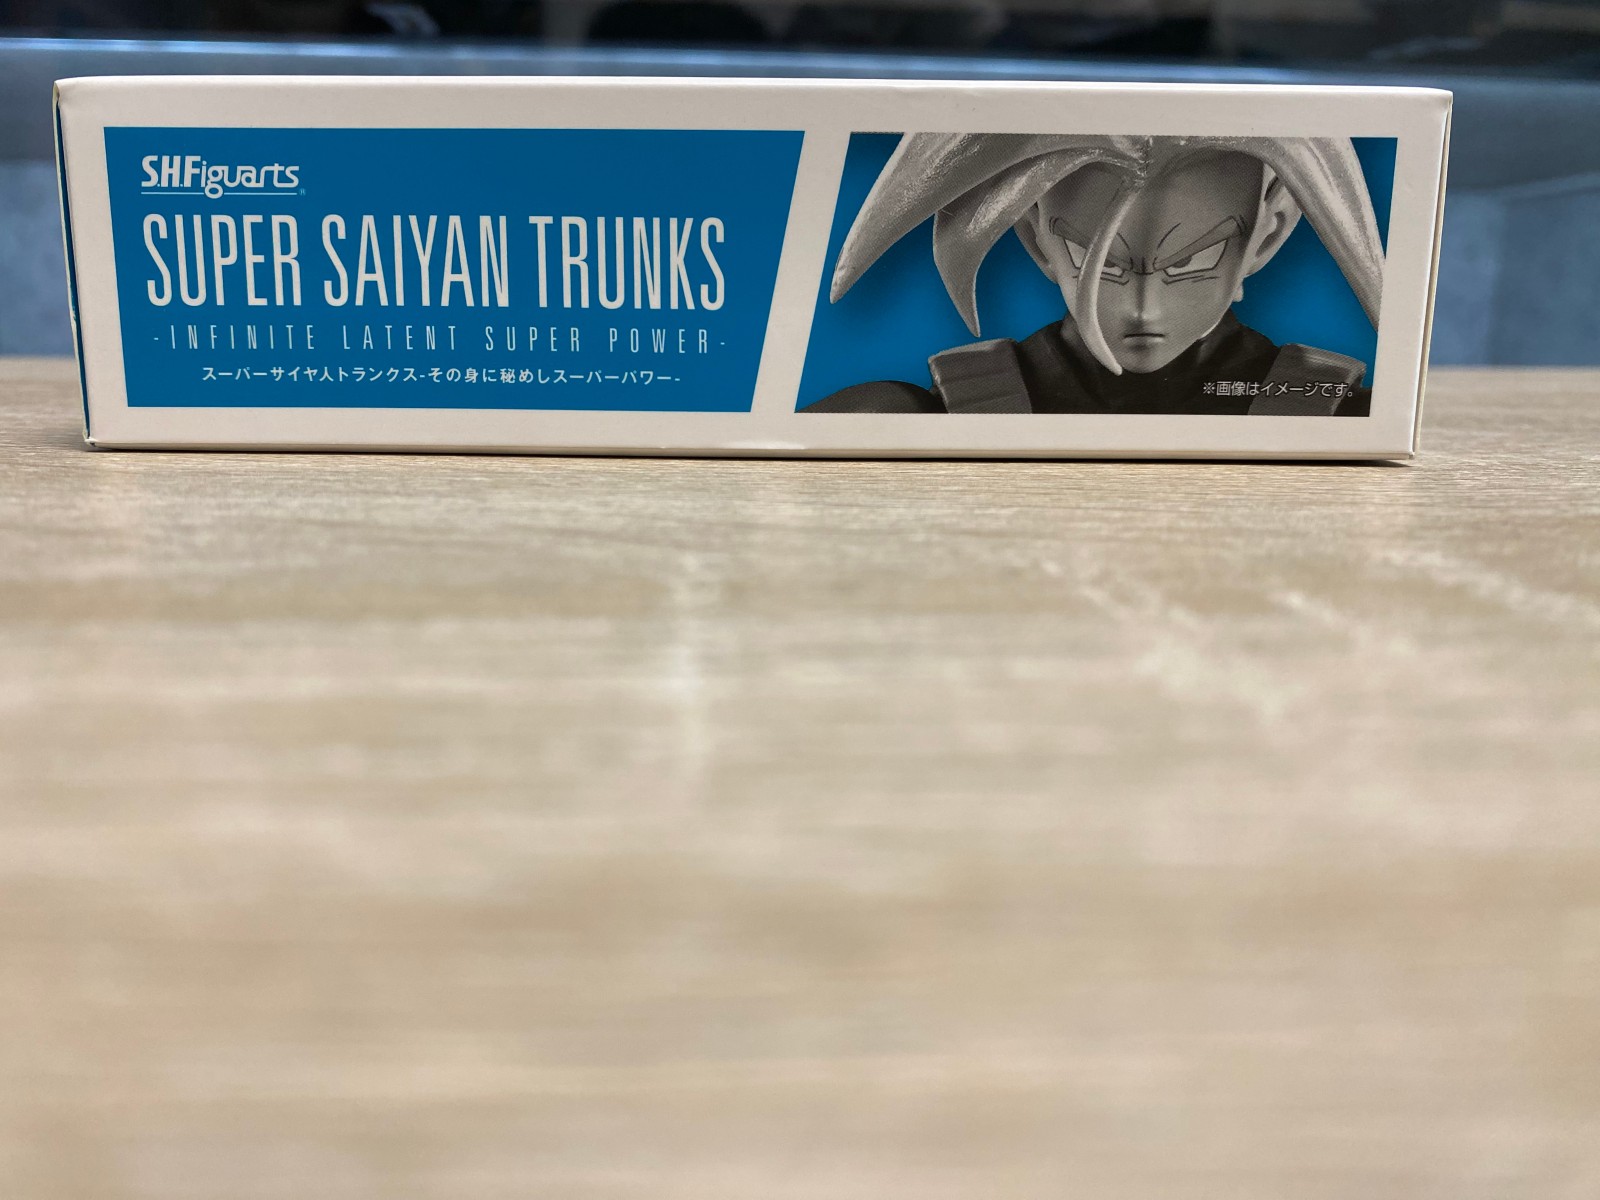 S.H.Figuarts
SUPER SAIYAN TRUNKS
-INFINITE LATENT SUPER POWER-
スーパーサイヤ人トランクス-その身に秘めしスーパーパワー-
※画像はイメージです。